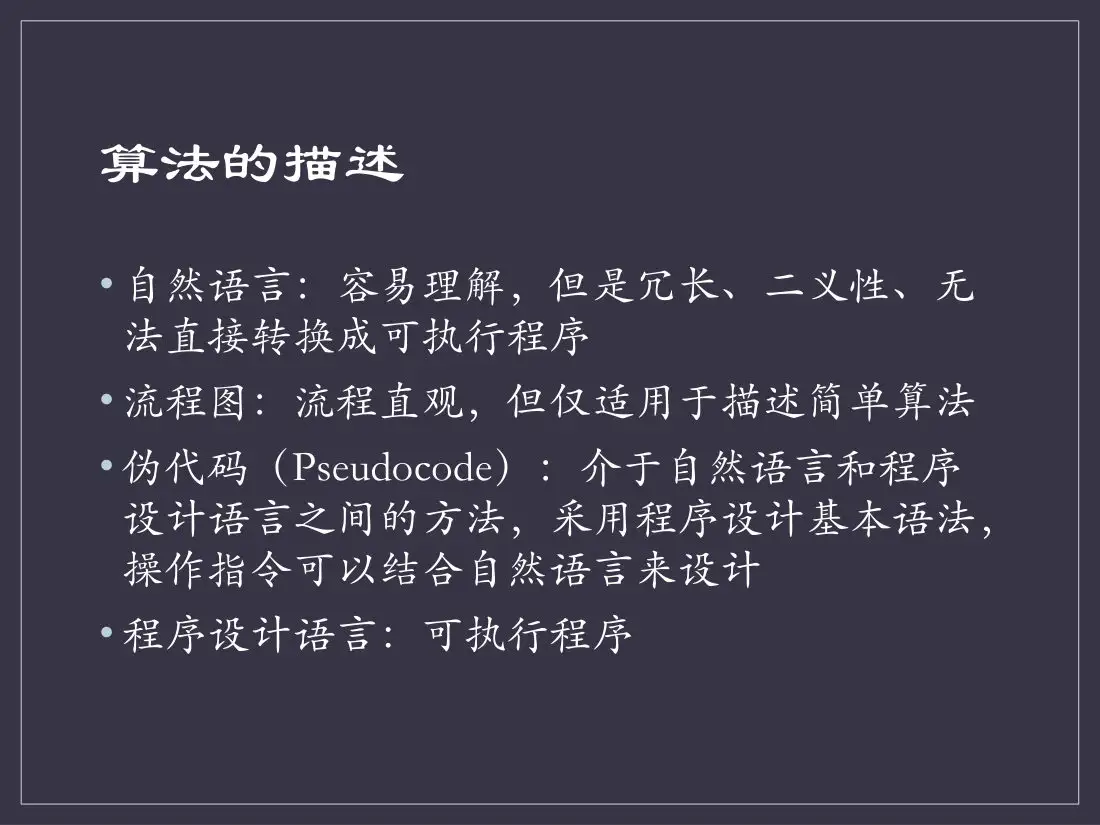 算法的描述
• 自然语言：容易理解，但是冗长、二义性、无
法直接转换成可执行程序
• 流程图：流程直观，但仅适用于描述简单算法
• 伪代码（Pseudocode）：介于自然语言和程序
设计语言之间的方法，采用程序设计基本语法，
操作指令可以结合自然语言来设计
• 程序设计语言：可执行程序